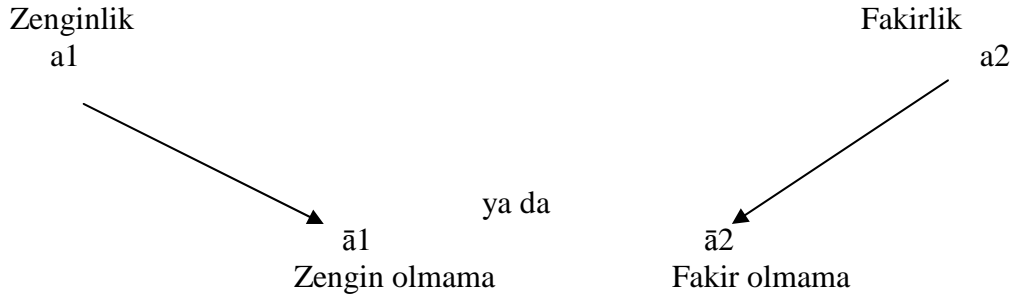 Zenginlik Fakirlik
a1 a2
ya da
ā1 ā2
Zengin olmama Fakir olmama